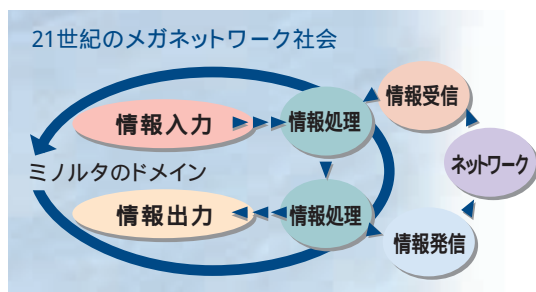 21世紀のメガネットワーク社会
情報入力
情報処理
情報受信
ミノルタのドメイン
ネットワーク
情報出力
情報処理
情報発信